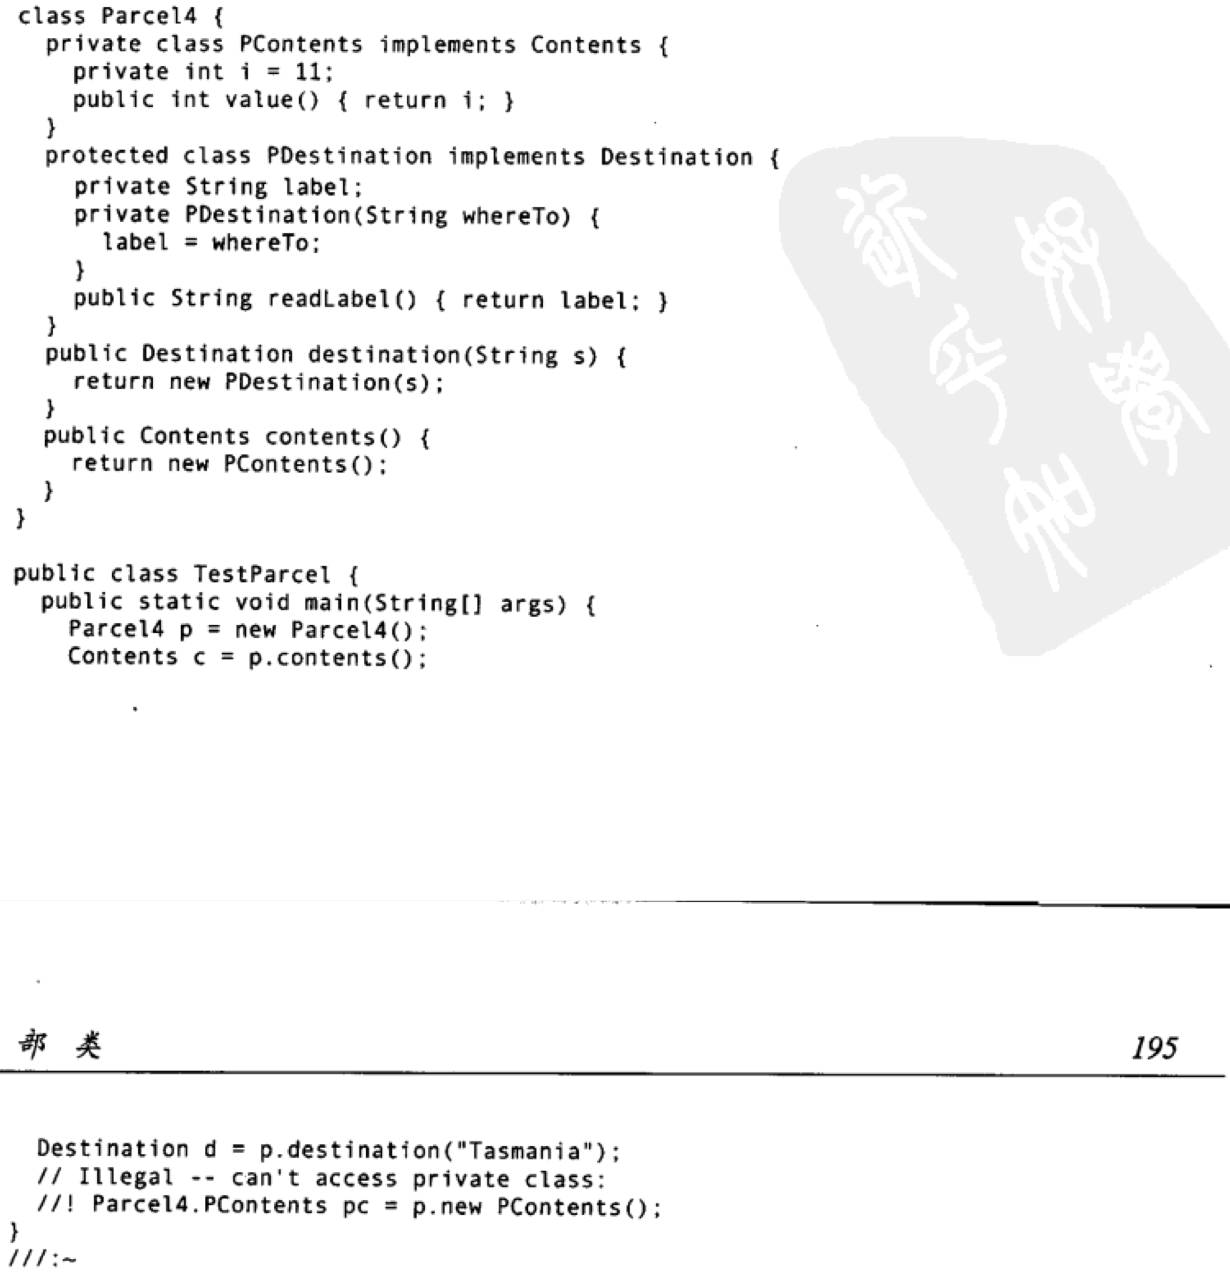 class Parcel4 {
  private class PContents implements Contents {
    private int i = 11;
    public int value() { return i; }
  }
  protected class PDestination implements Destination {
    private String label;
    private PDestination(String whereTo) {
      label = whereTo;
    }
    public String readLabel() { return label; }
  }
  public Destination destination(String s) {
    return new PDestination(s);
  }
  public Contents contents() {
    return new PContents();
  }
}
public class TestParcel {
  public static void main(String[] args) {
    Parcel4 p = new Parcel4();
    Contents c = p.contents();
部 类 195
  Destination d = p.destination("Tasmania");
  // Illegal -- can't access private class:
  //! Parcel4.PContents pc = p.new PContents();
}
///:~